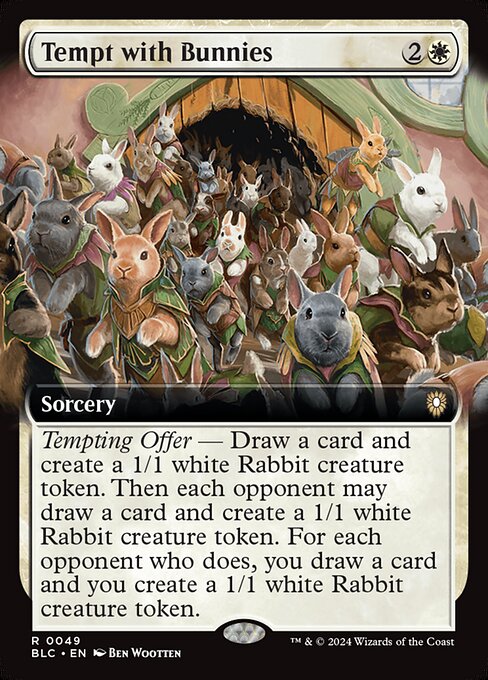 Tempt with Bunnies 2
Sorcery
Tempting Offer — Draw a card and
create a 1/1 white Rabbit creature
token. Then each opponent may
draw a card and create a 1/1 white
Rabbit creature token. For each
opponent who does, you draw a card
and you create a 1/1 white Rabbit
creature token.
R 0049
BLC • EN Ben Wootten
™ & © 2024 Wizards of the Coast